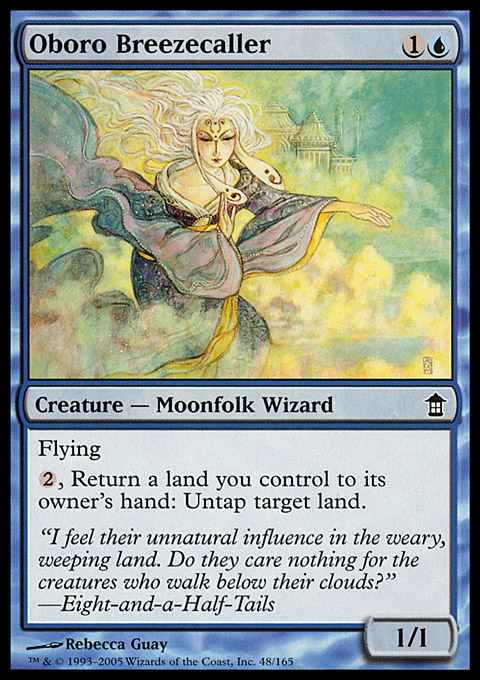 Oboro Breezecaller 1
Creature — Moonfolk Wizard
Flying
2, Return a land you control to its
owner's hand: Untap target land.
“I feel their unnatural influence in the weary,
weeping land. Do they care nothing for the
creatures who walk below their clouds?”
—Eight-and-a-Half-Tails
Rebecca Guay
1/1
™ & © 1993-2005 Wizards of the Coast, Inc. 48/165